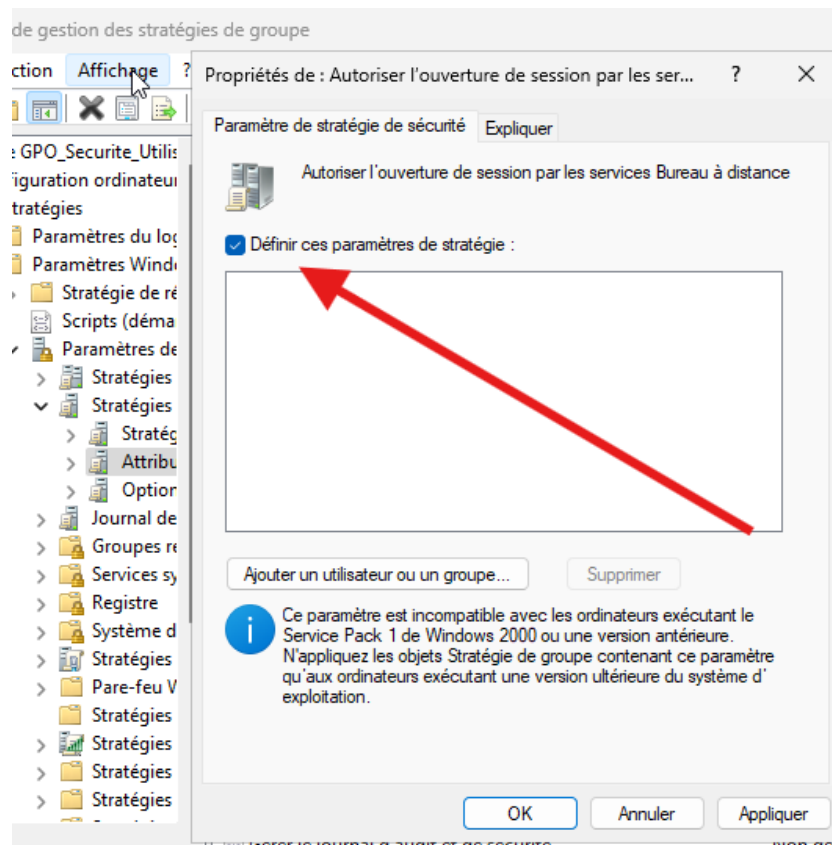 de gestion des stratégies de groupe
ction Affichage ?
Propriétés de : Autoriser l'ouverture de session par les ser... ? ×
Paramètre de stratégie de sécurité Expliquer
Autoriser l'ouverture de session par les services Bureau à distance
Définir ces paramètres de stratégie :
Ajouter un utilisateur ou un groupe... Supprimer
Ce paramètre est incompatible avec les ordinateurs exécutant le
Service Pack 1 de Windows 2000 ou une version antérieure.
N'appliquez les objets Stratégie de groupe contenant ce paramètre
qu'aux ordinateurs exécutant une version ultérieure du système d'
exploitation.
OK Annuler Appliquer
GPO_Securite_Utilis
figuration ordinateu
tratégies
Paramètres du log
Paramètres Wind
Stratégie de ré
Scripts (déma
Paramètres de
Stratégies
Stratégies
Stratég
Attribu
Option
Journal de
Groupes re
Services sy
Registre
Système d
Stratégies
Pare-feu W
Stratégies
Stratégies
Stratégies
Stratégies